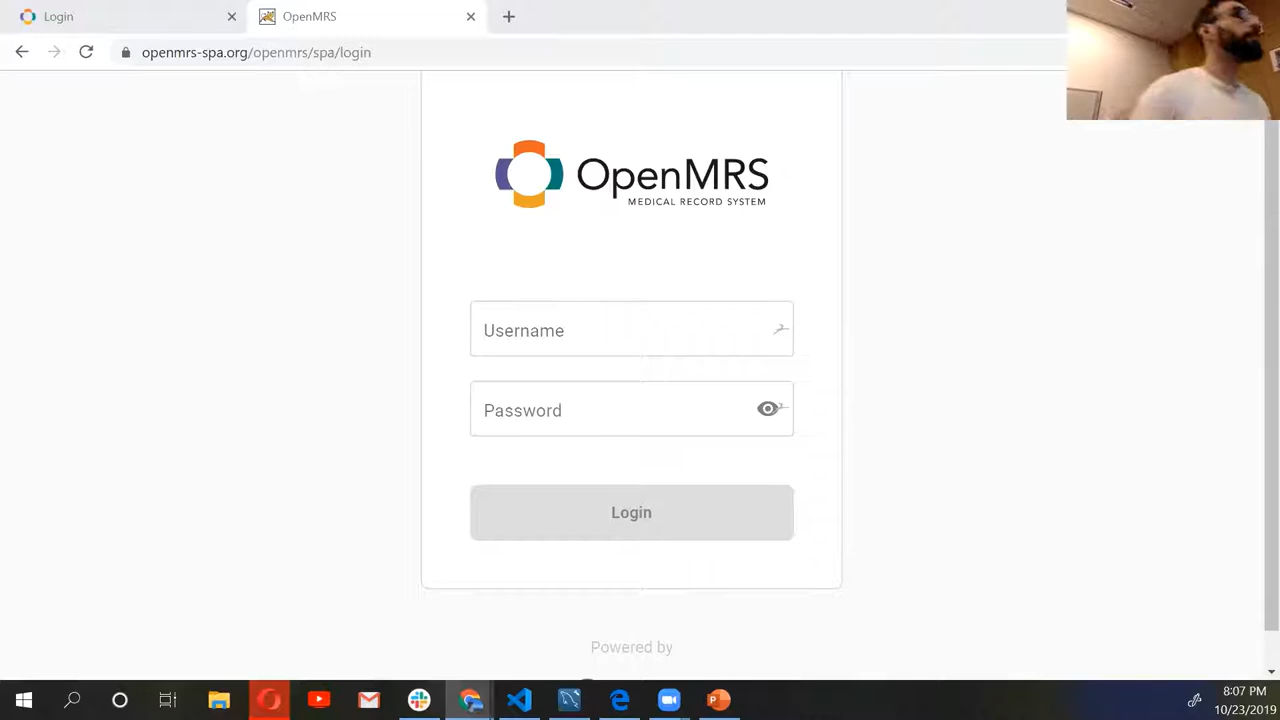 Login
OpenMRS
openmrs-spa.org/openmrs/spa/login
OpenMRS
MEDICAL RECORD SYSTEM
Username
Password
Login
Powered by
8:07 PM
10/23/2019